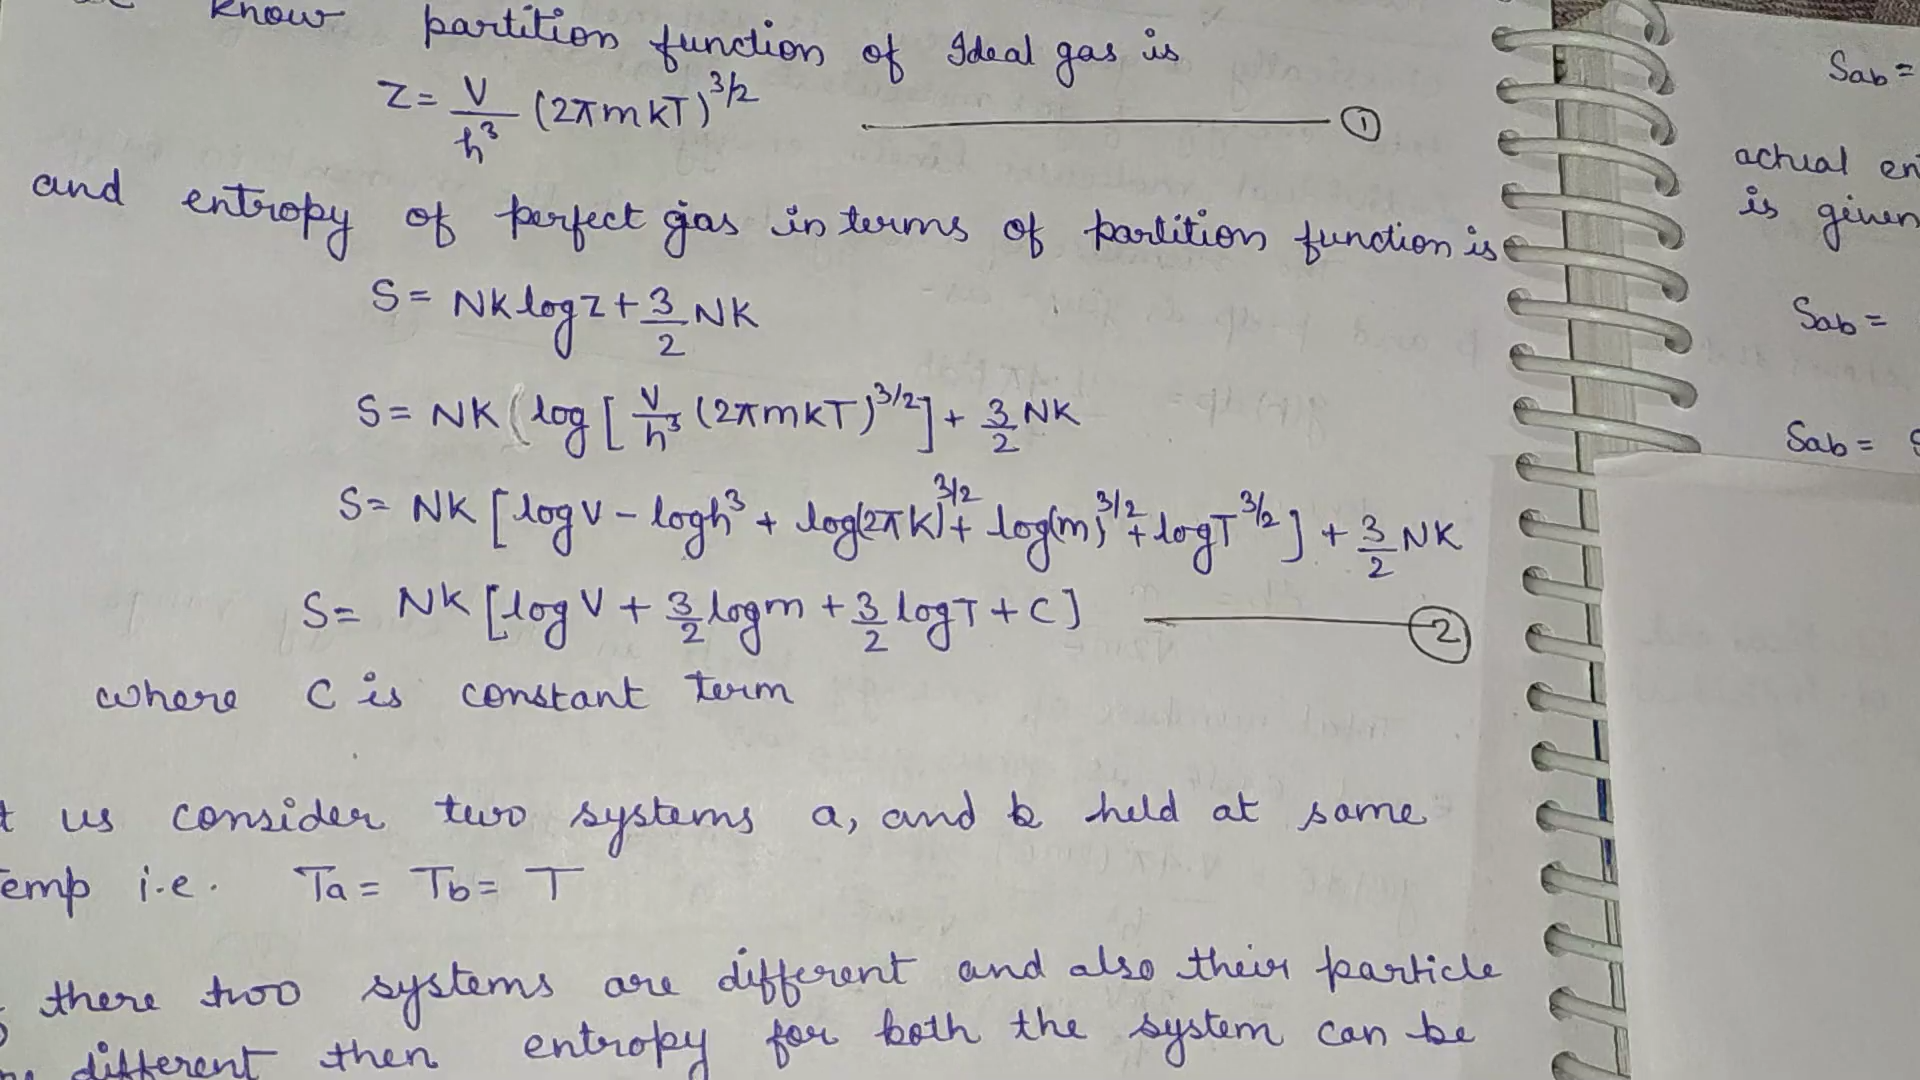 know partition function of Ideal gas is
Z = V/h³ (2πmkT)^3/2 ——— ①
and entropy of perfect gas in terms of partition function is
S = NK log Z + 3/2 NK
S = NK ( log [ V/h³ (2πmKT)^3/2 ] + 3/2 NK
S = NK [ log V - log h³ + log(2πK)^3/2 + log(m)^3/2 + log T^3/2 ] + 3/2 NK
S = NK [ log V + 3/2 log m + 3/2 log T + C ] ——— ②
where C is constant term
us consider two systems a, and b held at same
emp i.e. Ta = Tb = T
there two systems are different and also their particle
different then entropy for both the system can be
Sab =
actual en
is given
Sab =
Sab =